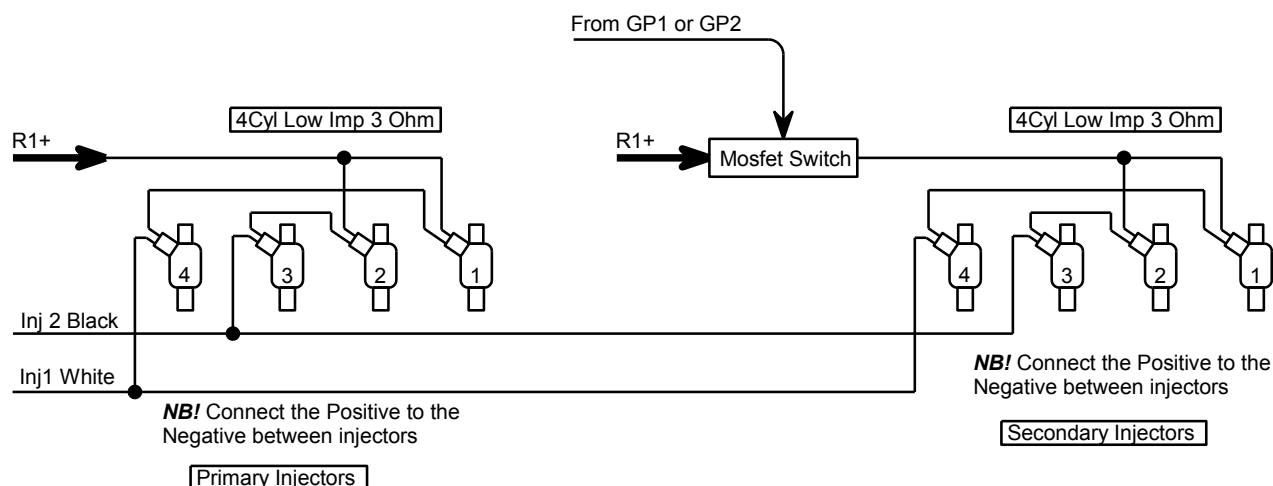 From GP1 or GP2
4Cyl Low Imp 3 Ohm
4Cyl Low Imp 3 Ohm
R1+
R1+
Mosfet Switch
4
3
2
1
4
3
2
1
Inj 2 Black
Inj1 White
NB! Connect the Positive to the
Negative between injectors
NB! Connect the Positive to the
Negative between injectors
Secondary Injectors
Primary Injectors